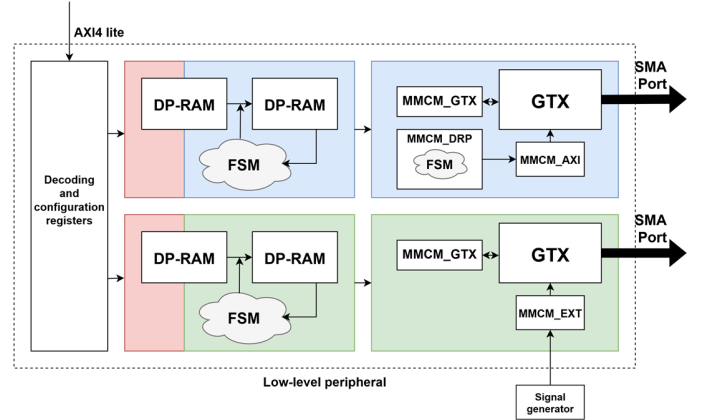 AXI4 lite
Decoding
and
configuration
registers
DP-RAM
DP-RAM
FSM
MMCM_GTX
GTX
MMCM_DRP
FSM
MMCM_AXI
SMA
Port
DP-RAM
DP-RAM
FSM
MMCM_GTX
GTX
MMCM_EXT
SMA
Port
Low-level peripheral
Signal
generator